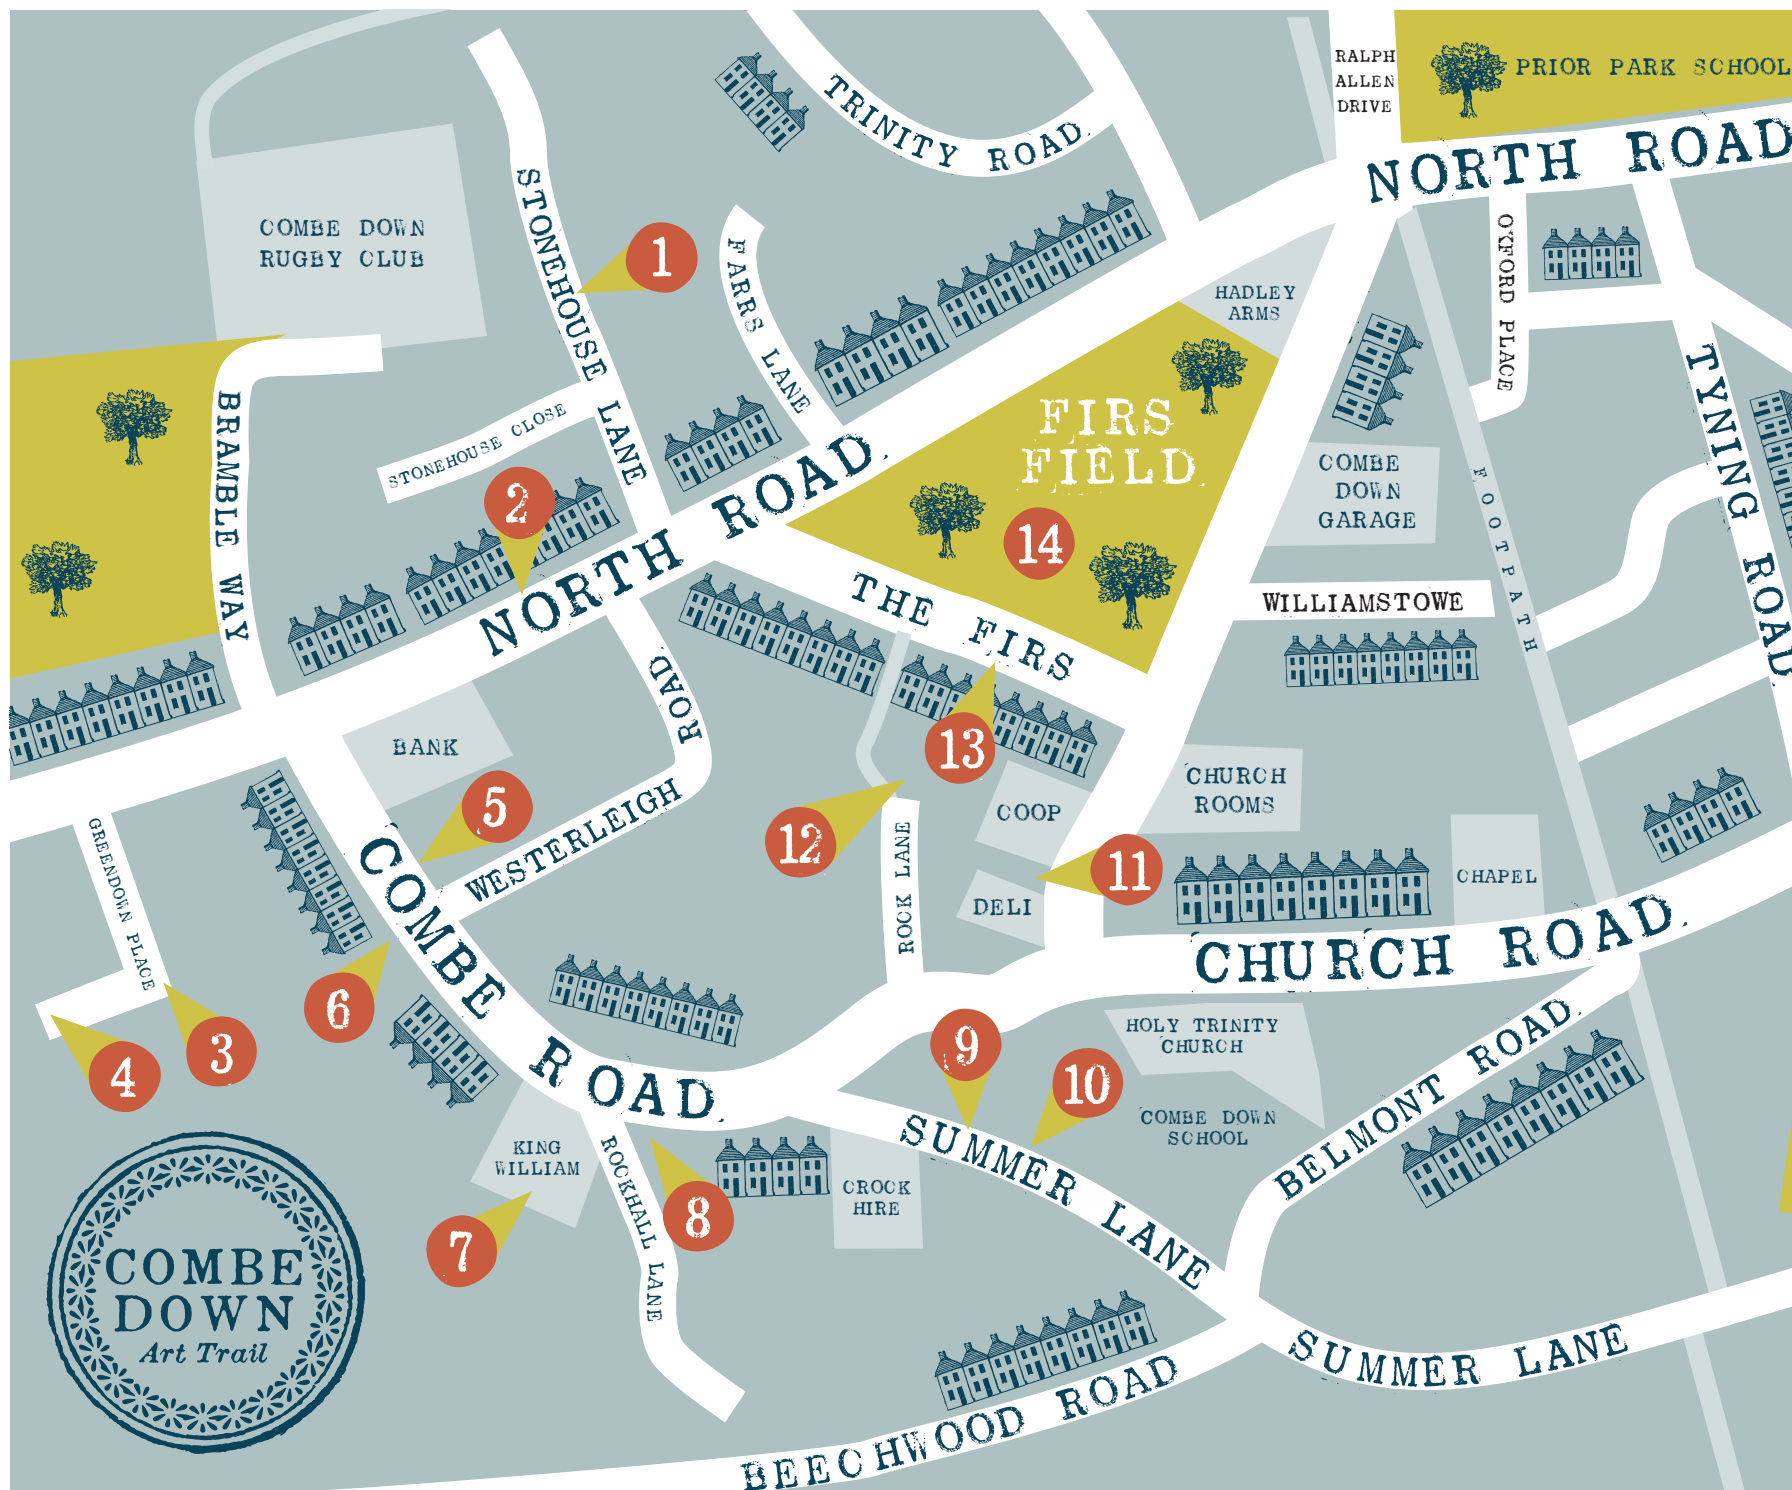 RALPH
ALLEN
DRIVE
PRIOR PARK SCHOOL
NORTH ROAD
TRINITY ROAD
COMBE DOWN
RUGBY CLUB
STONEHOUSE LANE
1
FARRS LANE
OXFORD PLACE
HADLEY
ARMS
BRAMBLE WAY
STONEHOUSE CLOSE
2
NORTH ROAD
FIRS
FIELD
14
COMBE
DOWN
GARAGE
FOOTPATH
TYNING ROAD
THE FIRS
WILLIAMSTOWE
BANK
WESTERLEIGH ROAD
5
13
12
COOP
CHURCH
ROOMS
GREENDOWN PLACE
COMBE ROAD
ROCK LANE
DELI
11
CHAPEL
CHURCH ROAD
6
3
4
9
10
HOLY TRINITY
CHURCH
COMBE DOWN
SCHOOL
BELMONT ROAD
SUMMER LANE
KING
WILLIAM
ROCKHALL LANE
7
8
CROOK
HIRE
COMBE
DOWN
Art Trail
SUMMER LANE
BEECHWOOD ROAD